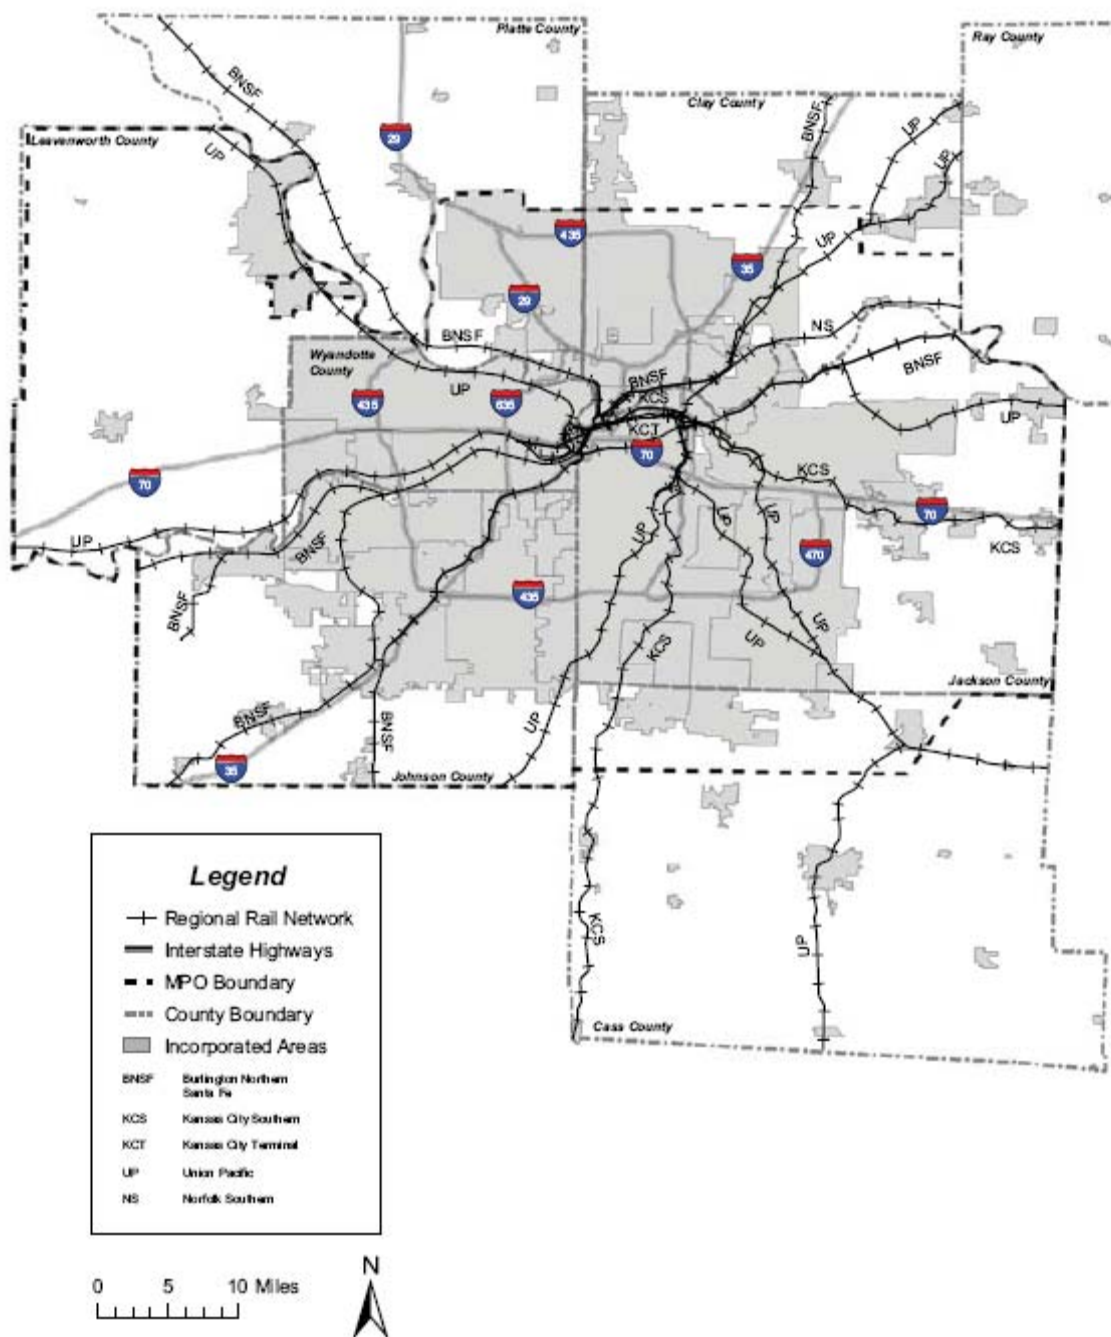 Platte County
Ray County
BNSF
Clay County
BNSF
UP
29
Leavenworth County
UP
UP
435
UP
35
29
NS
BNSF
BNSF
Wyandotte
County
UP
BNSF
KCS
435
635
UP
KCT
70
KCS
70
70
UP
UP
UP
UP
KCS
BNSF
470
435
BNSF
UP
UP
KCS
Jackson County
BNSF
UP
BNSF
35
Johnson County
KCS
UP
Cass County
Legend
Regional Rail Network
Interstate Highways
MPO Boundary
County Boundary
Incorporated Areas
BNSF Burlington Northern
Santa Fe
KCS Kansas City Southern
KCT Kansas City Terminal
UP Union Pacific
NS Norfolk Southern
0 5 10 Miles
N